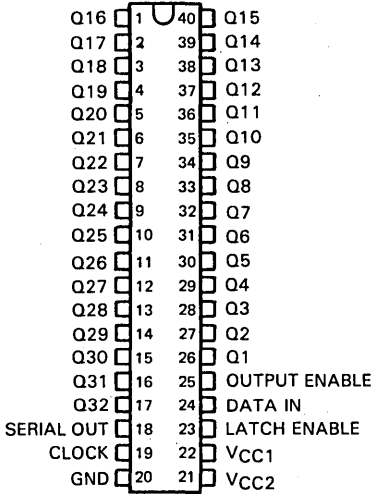 Q16 1 40 Q15
Q17 2 39 Q14
Q18 3 38 Q13
Q19 4 37 Q12
Q20 5 36 Q11
Q21 6 35 Q10
Q22 7 34 Q9
Q23 8 33 Q8
Q24 9 32 Q7
Q25 10 31 Q6
Q26 11 30 Q5
Q27 12 29 Q4
Q28 13 28 Q3
Q29 14 27 Q2
Q30 15 26 Q1
Q31 16 25 OUTPUT ENABLE
Q32 17 24 DATA IN
SERIAL OUT 18 23 LATCH ENABLE
CLOCK 19 22 VCC1
GND 20 21 VCC2